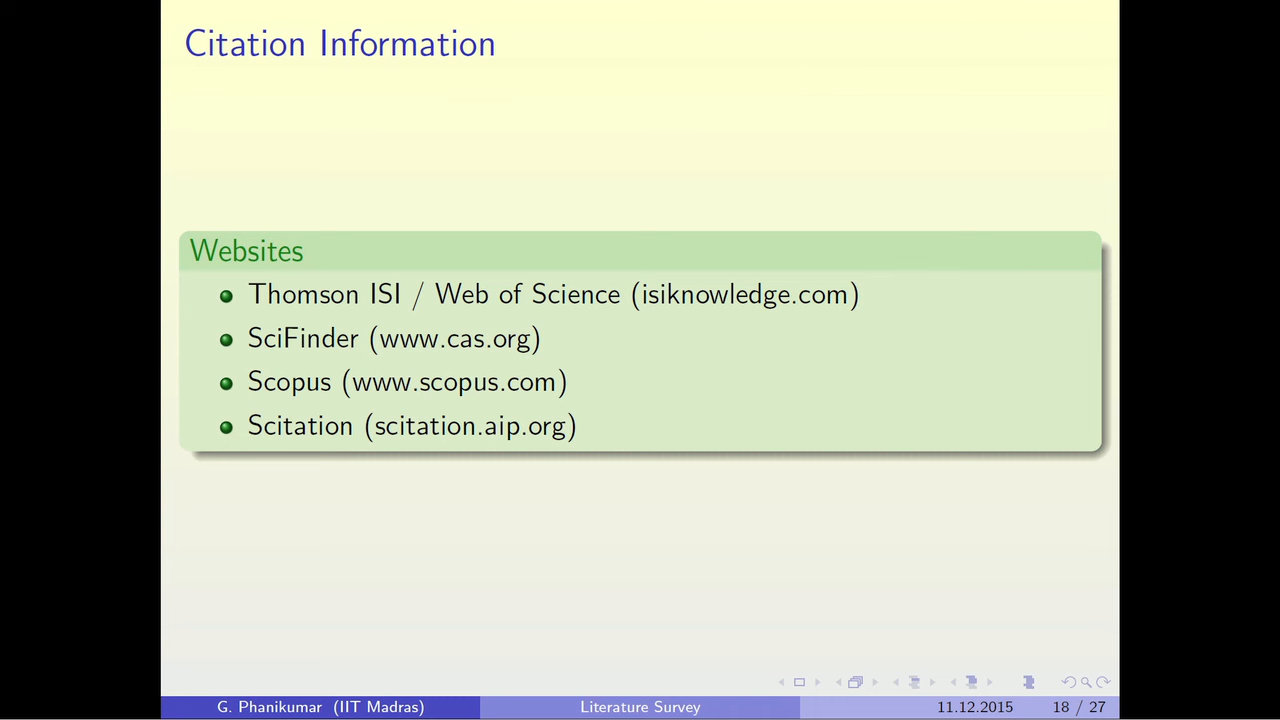 Citation Information
Websites
Thomson ISI / Web of Science (isiknowledge.com)
SciFinder (www.cas.org)
Scopus (www.scopus.com)
Scitation (scitation.aip.org)
G. Phanikumar (IIT Madras) Literature Survey 11.12.2015 18 / 27